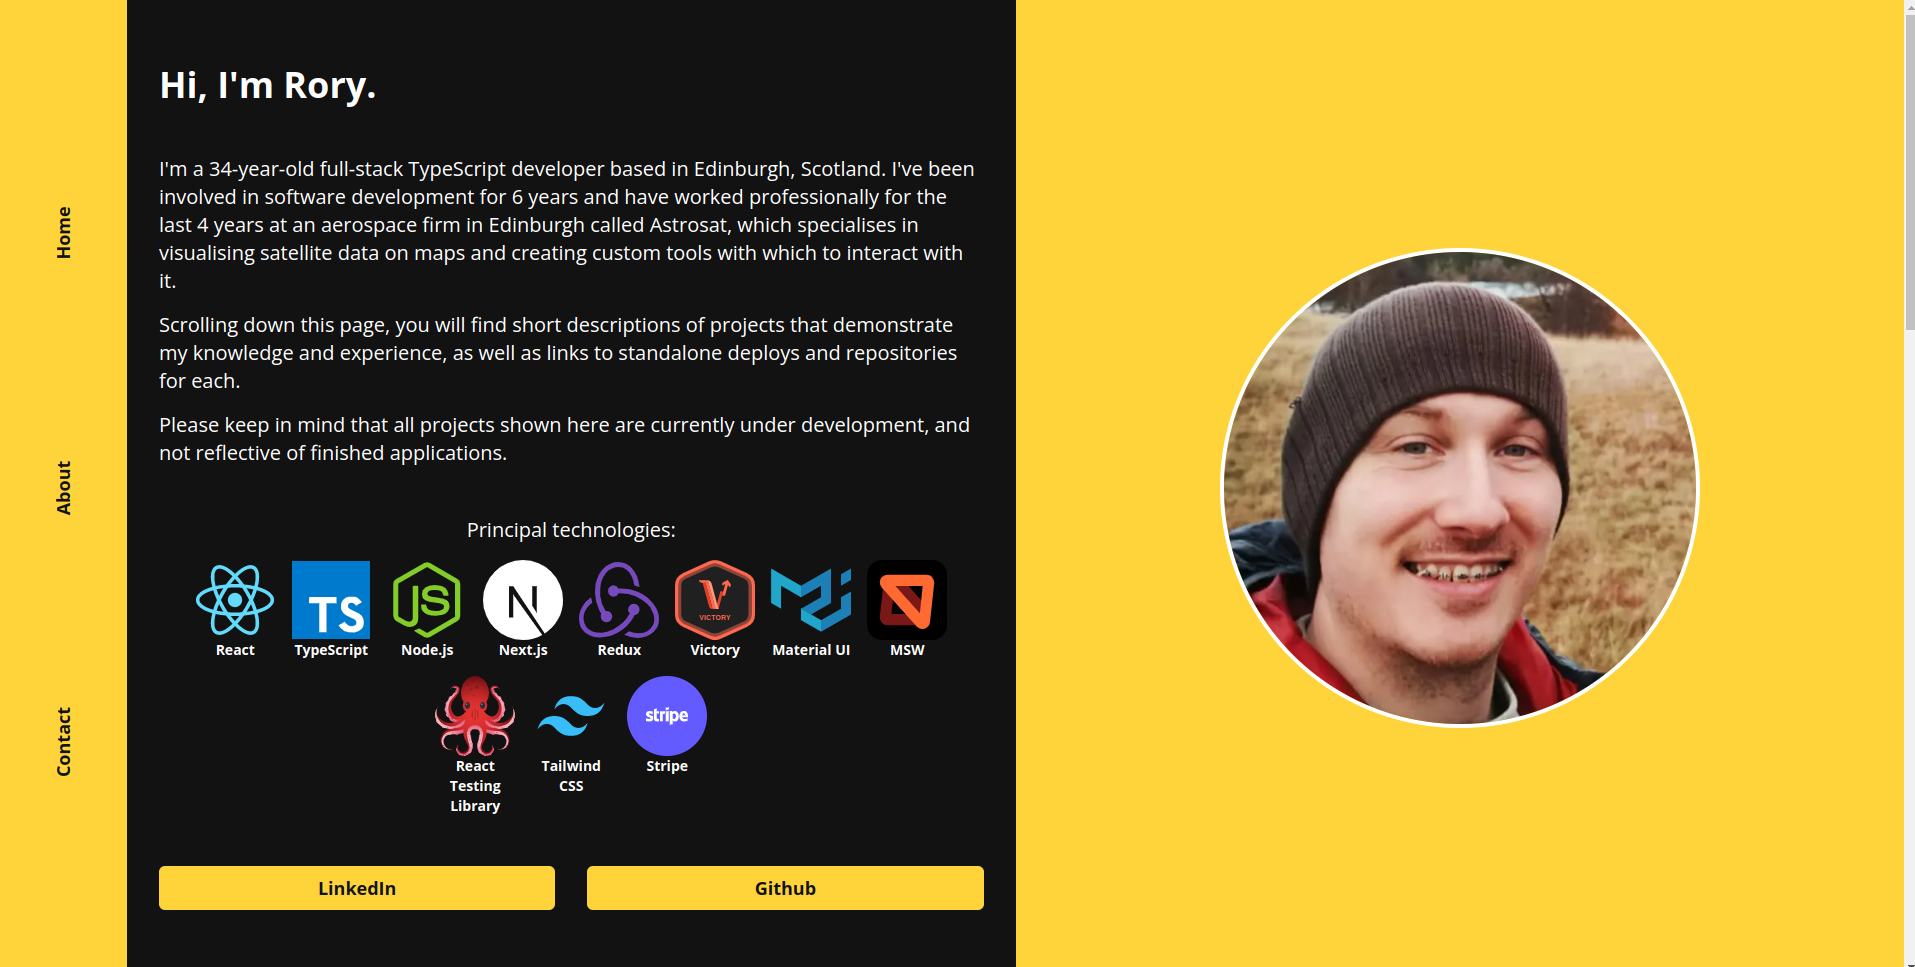 Home
About
Contact
Hi, I'm Rory.
I'm a 34-year-old full-stack TypeScript developer based in Edinburgh, Scotland. I've been
involved in software development for 6 years and have worked professionally for the
last 4 years at an aerospace firm in Edinburgh called Astrosat, which specialises in
visualising satellite data on maps and creating custom tools with which to interact with
it.
Scrolling down this page, you will find short descriptions of projects that demonstrate
my knowledge and experience, as well as links to standalone deploys and repositories
for each.
Please keep in mind that all projects shown here are currently under development, and
not reflective of finished applications.
Principal technologies:
TS JS N V VICTORY
React TypeScript Node.js Next.js Redux Victory Material UI MSW
stripe
React Tailwind Stripe
Testing CSS
Library
LinkedIn Github